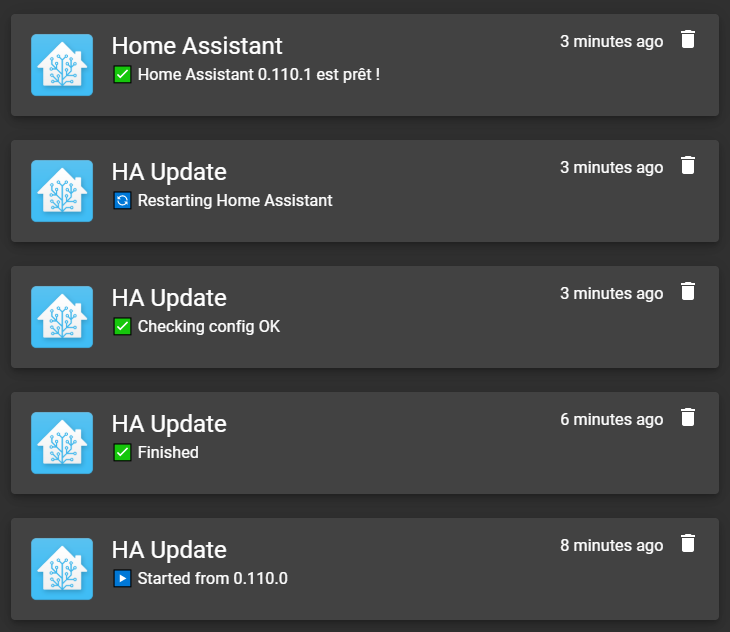 Home Assistant
3 minutes ago
✅ Home Assistant 0.110.1 est prêt !
HA Update
3 minutes ago
🔄 Restarting Home Assistant
HA Update
3 minutes ago
✅ Checking config OK
HA Update
6 minutes ago
✅ Finished
HA Update
8 minutes ago
▶️ Started from 0.110.0